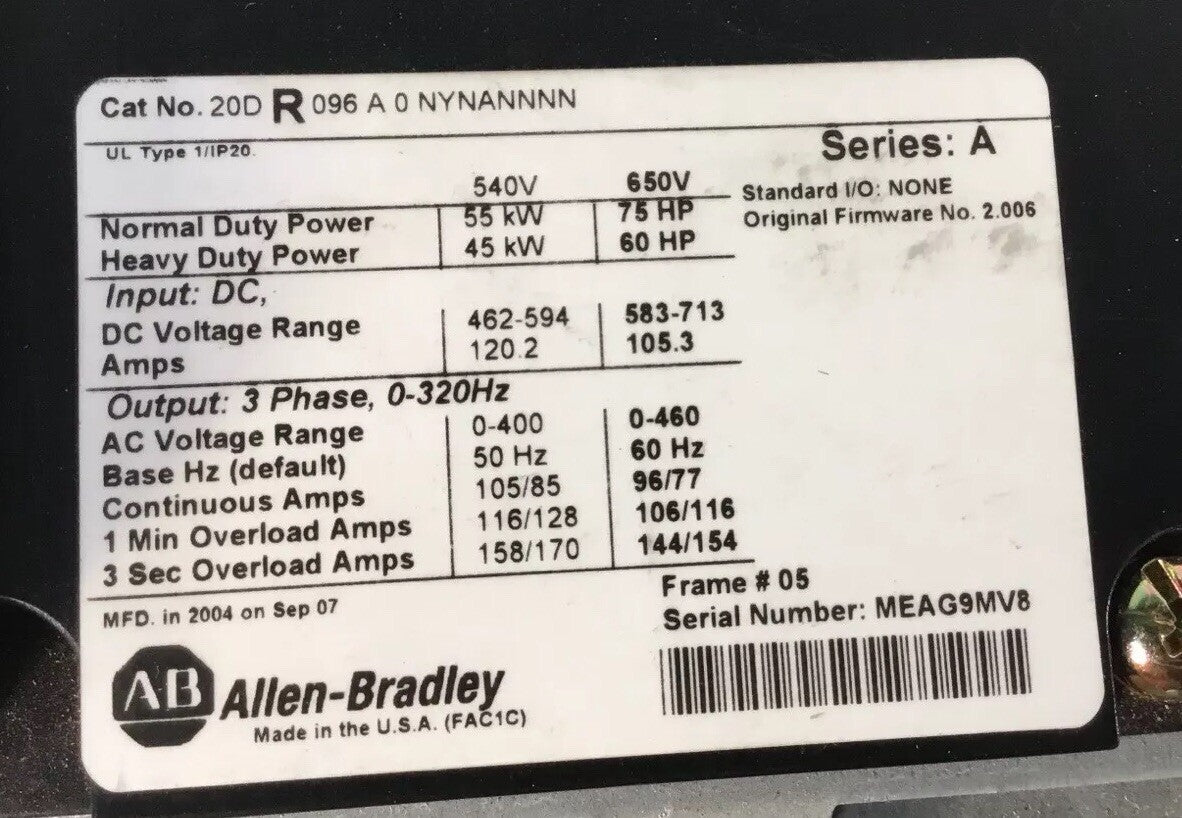 Cat No. 20D R 096 A 0 NYNANNNN
UL Type 1/IP20.
Series: A
540V 650V
Standard I/O: NONE
Original Firmware No. 2.006
Normal Duty Power 55 kW 75 HP
Heavy Duty Power 45 kW 60 HP
Input: DC,
DC Voltage Range 462-594 583-713
Amps 120.2 105.3
Output: 3 Phase, 0-320Hz
AC Voltage Range 0-400 0-460
Base Hz (default) 50 Hz 60 Hz
Continuous Amps 105/85 96/77
1 Min Overload Amps 116/128 106/116
3 Sec Overload Amps 158/170 144/154
MFD. in 2004 on Sep 07
Frame # 05
Serial Number: MEAG9MV8
AB Allen-Bradley
Made in the U.S.A. (FAC1C)